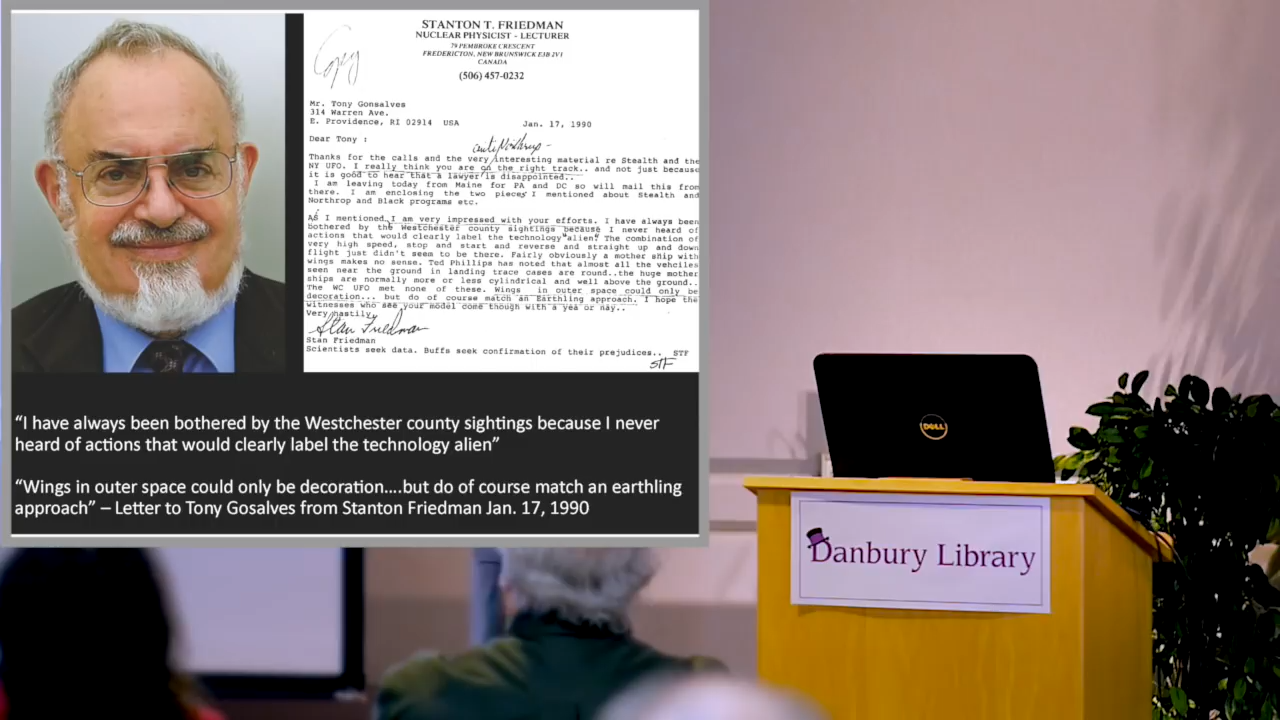 STANTON T. FRIEDMAN
NUCLEAR PHYSICIST - LECTURER
79 PEMBROKE CRESCENT
FREDERICTON, NEW BRUNSWICK E3B 2V1
CANADA
(506) 457-0232
Copy
Mr. Tony Gonsalves
314 Warren Ave.
E. Providence, RI 02914 USA Jan. 17, 1990
Dear Tony :
Thanks for the calls and the very interesting material re Stealth and the
NY UFO. I really think you are on the right track.. and not just because
it is good to hear that a lawyer is disappointed..
I am leaving today from Maine for PA and DC so will mail this from
there. I am enclosing the two pieces I mentioned about Stealth and
Northrop and Black programs etc.
As I mentioned, I am very impressed with your efforts. I have always been
bothered by the Westchester county sightings because I never heard of
actions that would clearly label the technology "alien". The combination of
very high speed, stop and start and reverse and straight up and down
flight just didn't seem to be there. Fairly obviously a mother ship with
wings makes no sense. Ted Phillips has noted that almost all the vehciles
seen near the ground in landing trace cases are round..the huge mother
ships are normally more or less cylindrical and well above the ground..
The WC UFO met none of these. Wings in outer space could only be
decoration... but do of course match an Earthling approach. I hope the
witnesses who see your model come though with a yea or nay..
Very hastily,
Stan Friedman
Stan Friedman
Scientists seek data. Buffs seek confirmation of their prejudices.. STF
STF
“I have always been bothered by the Westchester county sightings because I never
heard of actions that would clearly label the technology alien”
“Wings in outer space could only be decoration….but do of course match an earthling
approach” – Letter to Tony Gosalves from Stanton Friedman Jan. 17, 1990
DELL
Danbury Library